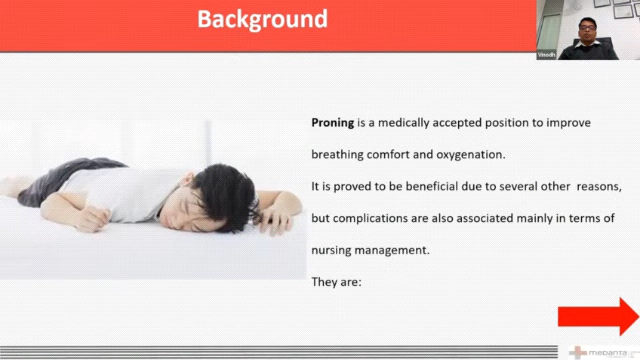 Background
Vinodh
Proning is a medically accepted position to improve
breathing comfort and oxygenation.
It is proved to be beneficial due to several other reasons,
but complications are also associated mainly in terms of
nursing management.
They are:
medanta